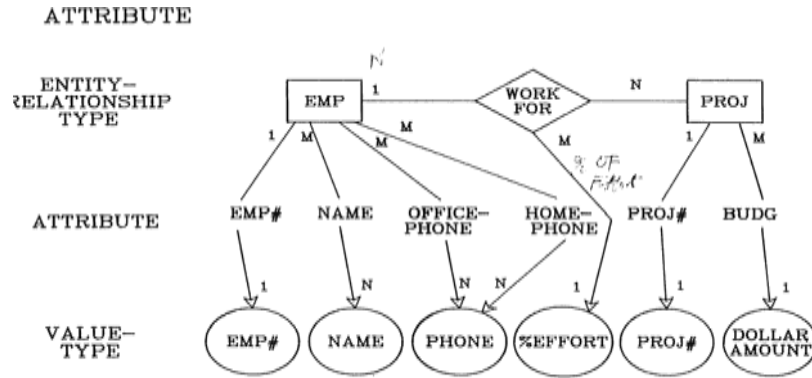 ATTRIBUTE
N
ENTITY-
RELATIONSHIP
TYPE
EMP
1
WORK
FOR
N
PROJ
1
M
M
M
M
1
M
% OF
ATTRIBUTE
EMP#
NAME
OFFICE-
PHONE
HOME-
PHONE
PROJ#
BUDG
1
N
N
N
1
1
1
VALUE-
TYPE
EMP#
NAME
PHONE
%EFFORT
PROJ#
DOLLAR
AMOUNT